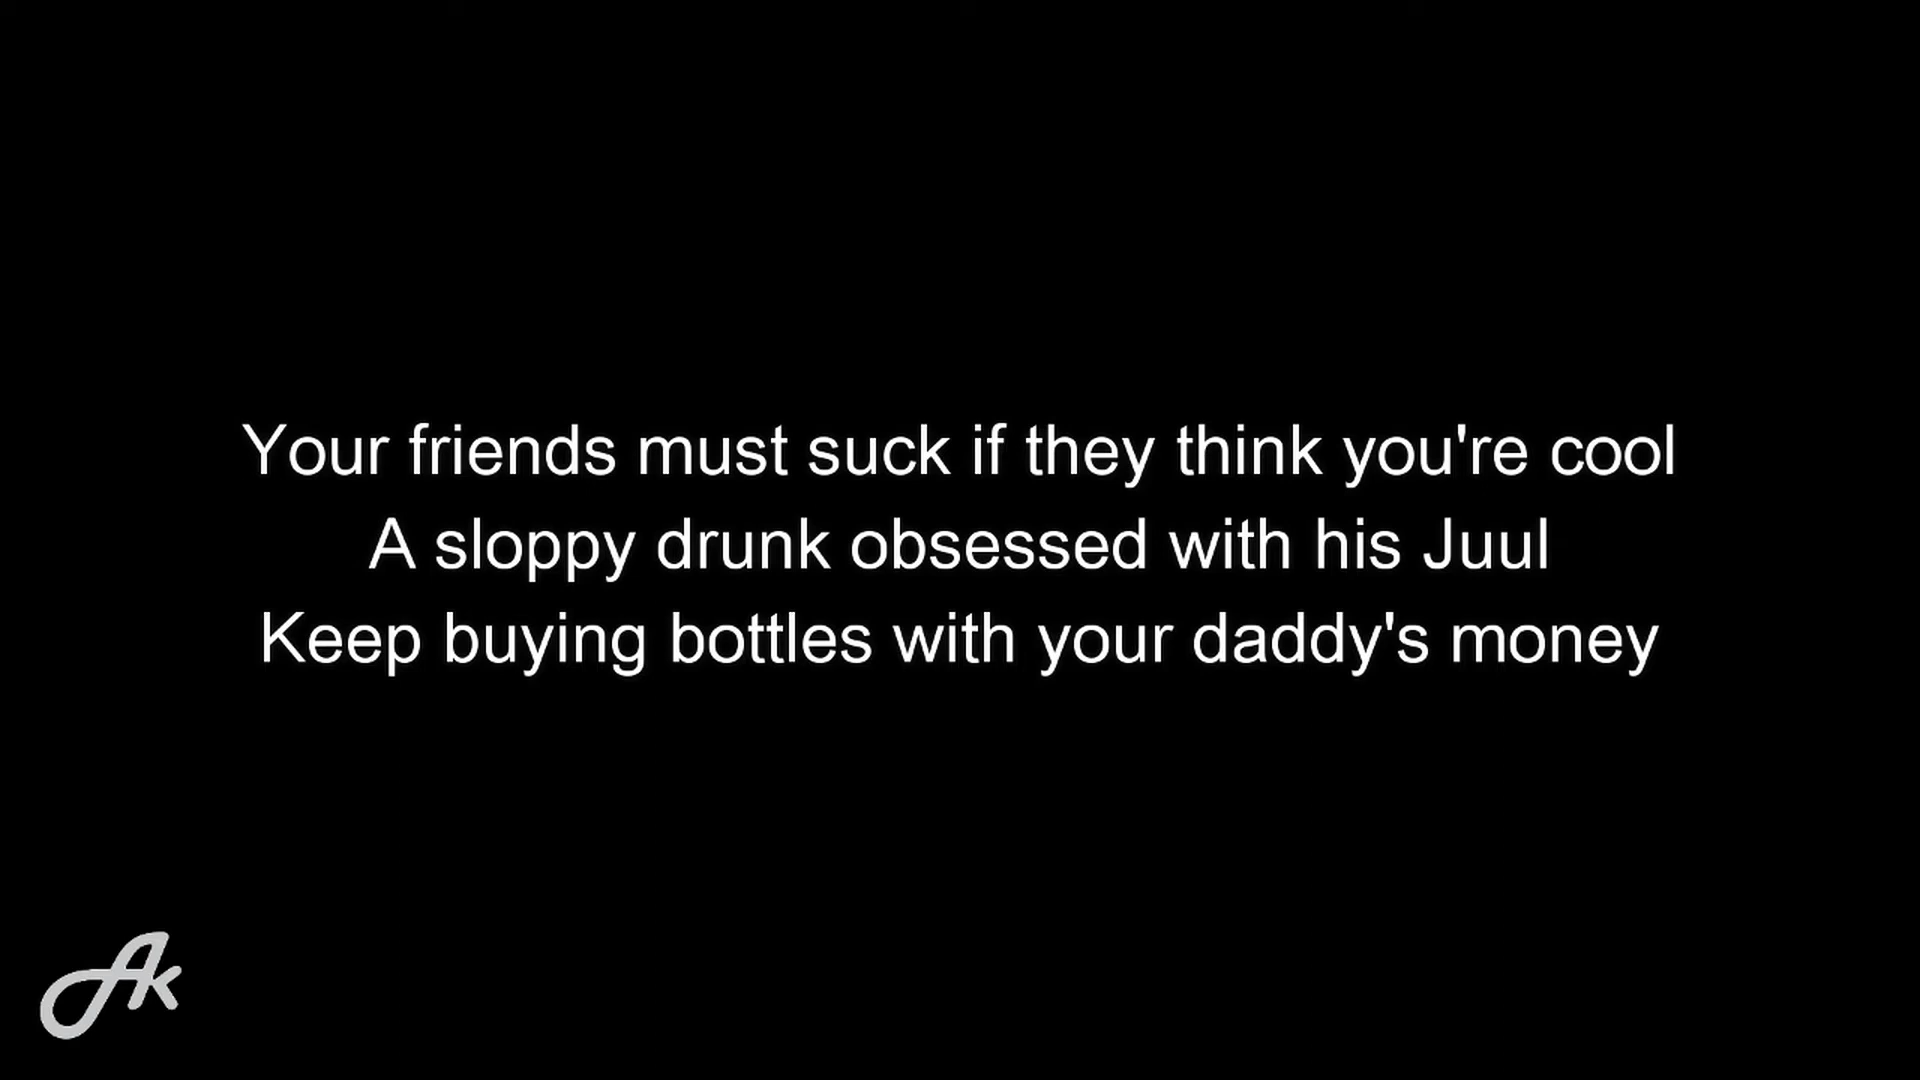 Your friends must suck if they think you're cool
A sloppy drunk obsessed with his Juul
Keep buying bottles with your daddy's money
Ak